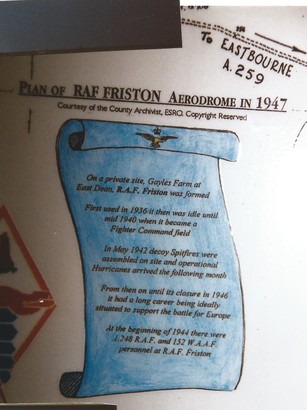 To EASTBOURNE
A.259
PLAN OF RAF FRISTON AERODROME IN 1947
Courtesy of the County Archivist, ESRO. Copyright Reserved
On a private site, Gayles Farm at
East Dean, R.A.F. Friston was formed
First used in 1936 it then was idle until
mid 1940 when it became a
Fighter Command field
In May 1942 decoy Spitfires were
assembled on site and operational
Hurricanes arrived the following month
From then on until its closure in 1946
it had a long career being ideally
situated to support the battle for Europe
At the beginning of 1944 there were
1,248 R.A.F. and 152 W.A.A.F.
personnel at R.A.F. Friston